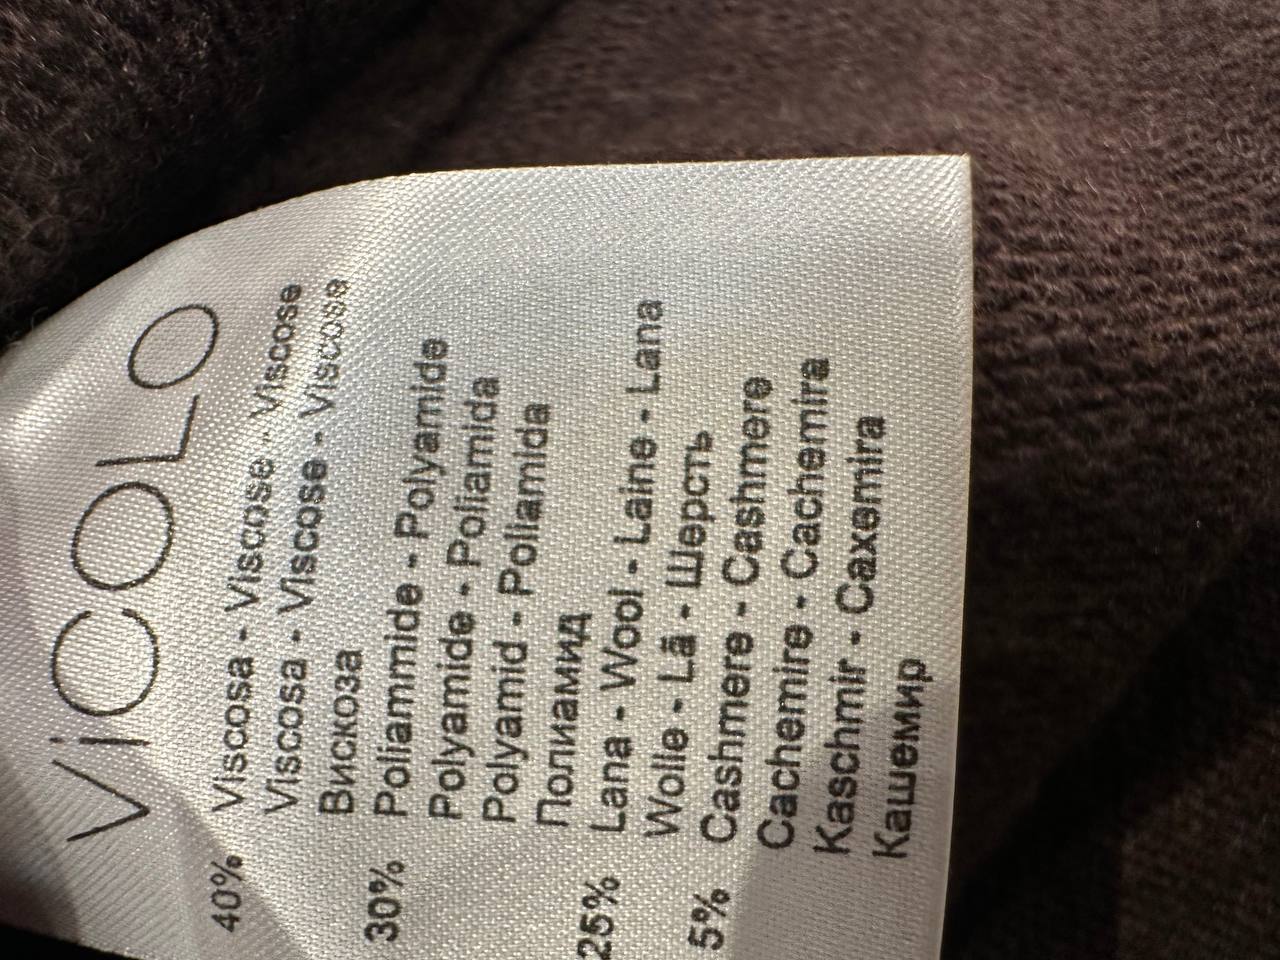 ViCOLO
40% Viscosa - Viscose - Viscose
Viscosa - Viscose - Viscose
Вискоза
30% Poliammide - Polyamide
Polyamide - Poliamida
Polyamid - Poliamida
Полиамид
25% Lana - Wool - Laine - Lana
Wolle - Lã - Шерсть
5% Cashmere - Cashmere
Cachemire - Cachemira
Kaschmir - Caxemira
Кашемир